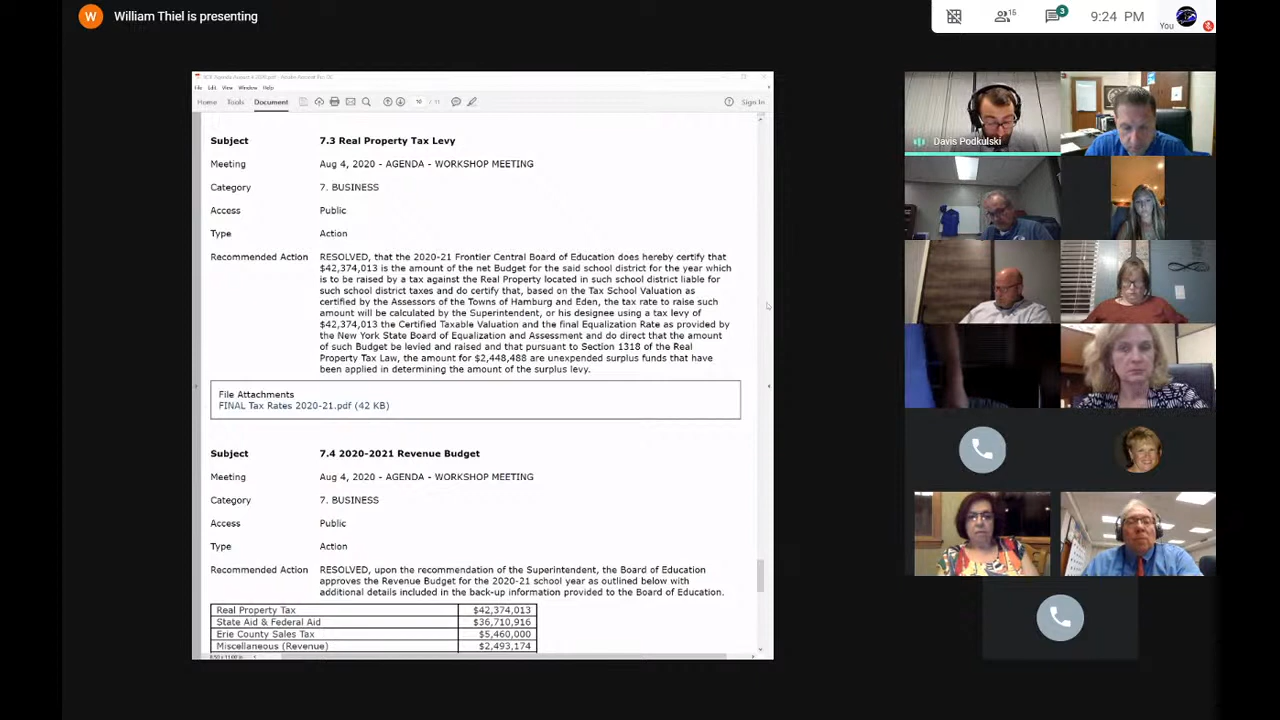 W William Thiel is presenting
15
3
9:24 PM
You
File Edit View Window Help
Home Tools Document 10 / 11 Sign In
Subject 7.3 Real Property Tax Levy
Meeting Aug 4, 2020 - AGENDA - WORKSHOP MEETING
Category 7. BUSINESS
Access Public
Type Action
Recommended Action RESOLVED, that the 2020-21 Frontier Central Board of Education does hereby certify that
$42,374,013 is the amount of the net Budget for the said school district for the year which
is to be raised by a tax against the Real Property located in such school district liable for
such school district taxes and do certify that, based on the Tax School Valuation as
certified by the Assessors of the Towns of Hamburg and Eden, the tax rate to raise such
amount will be calculated by the Superintendent, or his designee using a tax levy of
$42,374,013 the Certified Taxable Valuation and the final Equalization Rate as provided by
the New York State Board of Equalization and Assessment and do direct that the amount
of such Budget be levied and raised and that pursuant to Section 1318 of the Real
Property Tax Law, the amount for $2,448,488 are unexpended surplus funds that have
been applied in determining the amount of the surplus levy.
File Attachments
FINAL Tax Rates 2020-21.pdf (42 KB)
Subject 7.4 2020-2021 Revenue Budget
Meeting Aug 4, 2020 - AGENDA - WORKSHOP MEETING
Category 7. BUSINESS
Access Public
Type Action
Recommended Action RESOLVED, upon the recommendation of the Superintendent, the Board of Education
approves the Revenue Budget for the 2020-21 school year as outlined below with
additional details included in the back-up information provided to the Board of Education.
Real Property Tax $42,374,013
State Aid & Federal Aid $36,710,916
Erie County Sales Tax $5,460,000
Miscellaneous (Revenue) $2,493,174
Davis Podkulski